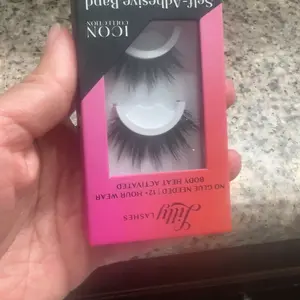 Lilly
LASHES
NO GLUE NEEDED | 12+ HOUR WEAR
BODY HEAT ACTIVATED
ICON
COLLECTION
Self-Adhesive Band